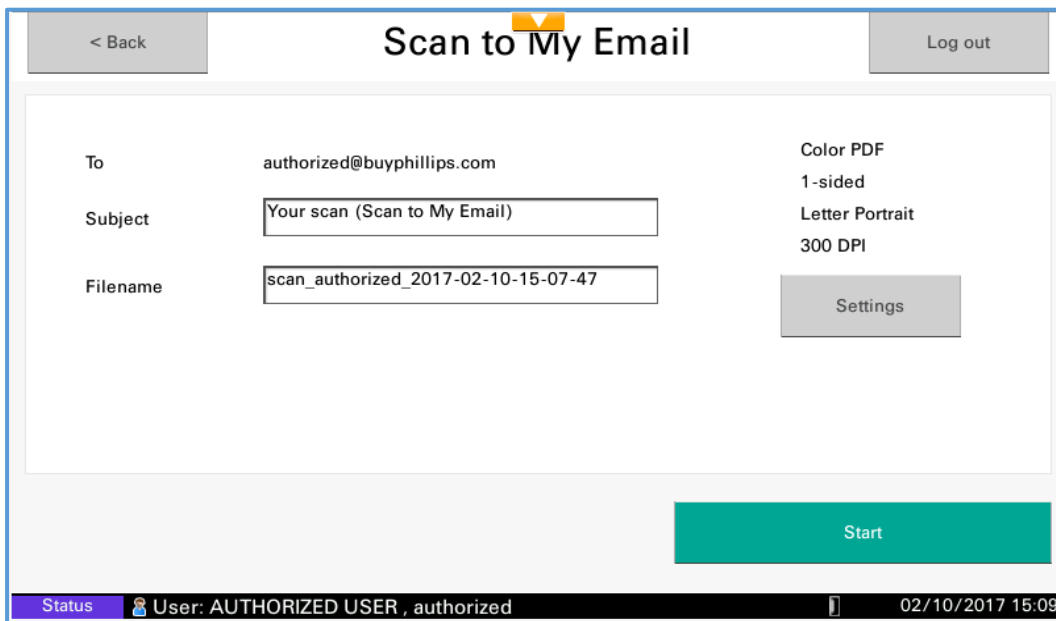 < Back
Scan to My Email
Log out
To
authorized@buyphillips.com
Subject
Your scan (Scan to My Email)
Filename
scan_authorized_2017-02-10-15-07-47
Color PDF
1-sided
Letter Portrait
300 DPI
Settings
Start
Status
User: AUTHORIZED USER , authorized
02/10/2017 15:09